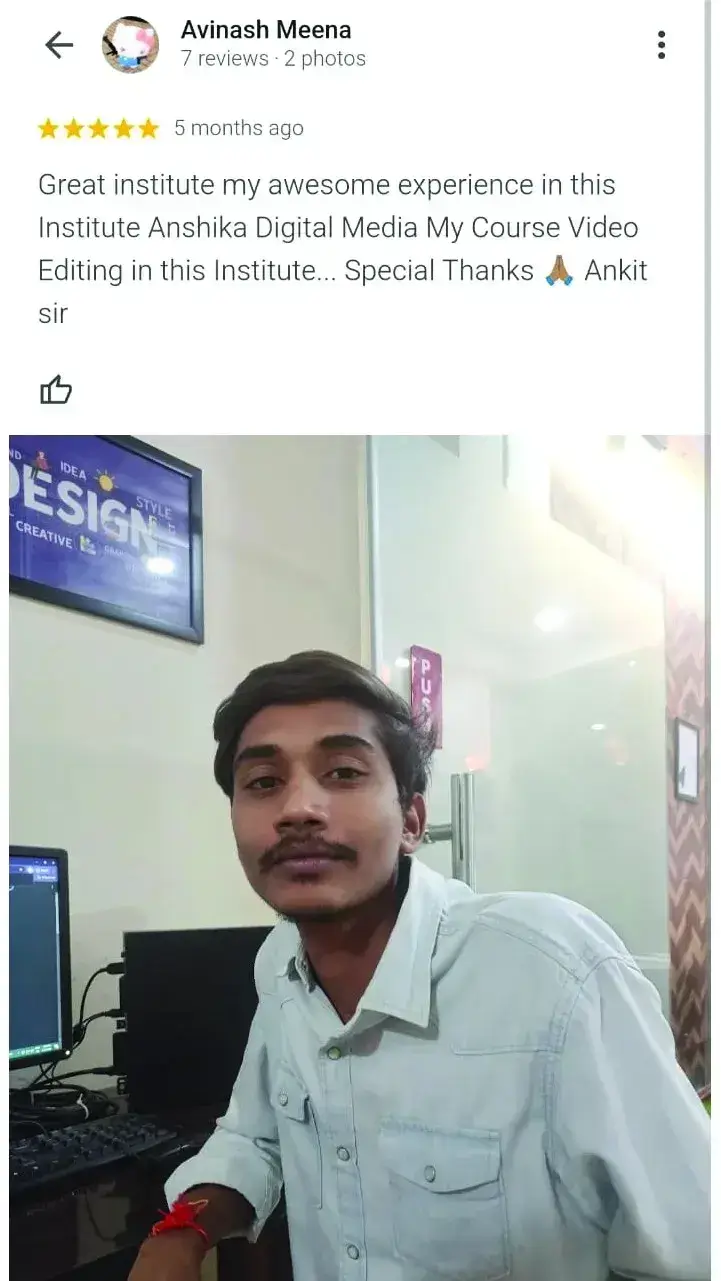 Avinash Meena
7 reviews · 2 photos
5 months ago
Great institute my awesome experience in this
Institute Anshika Digital Media My Course Video
Editing in this Institute... Special Thanks 🙏🏽 Ankit
sir
IDEA
DESIGN
STYLE
CREATIVE